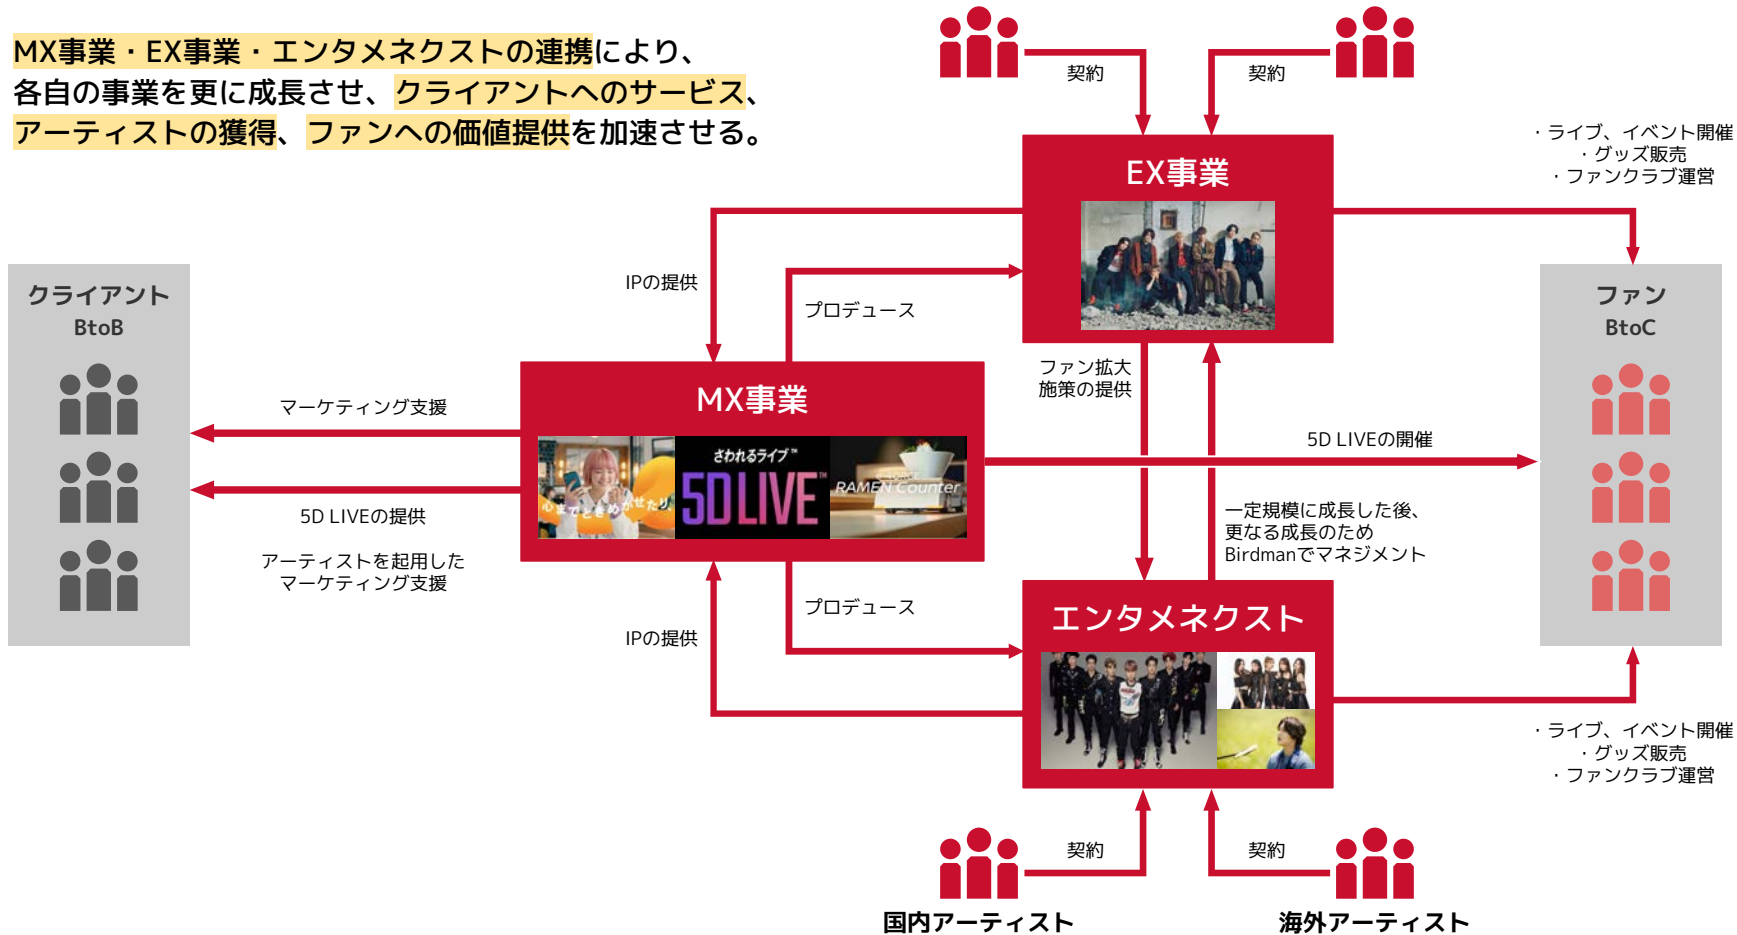 MX事業・EX事業・エンタメネクストの連携により、
各自の事業を更に成長させ、クライアントへのサービス、
アーティストの獲得、ファンへの価値提供を加速させる。
契約
契約
・ライブ、イベント開催
・グッズ販売
・ファンクラブ運営
EX事業
IPの提供
プロデュース
クライアント
BtoB
ファン
BtoC
ファン拡大
施策の提供
MX事業
マーケティング支援
5D LIVEの開催
さわれるライブ™
5D LIVE™
心までときめかせたり、
RAMEN Counter
5D LIVEの提供
アーティストを起用した
マーケティング支援
一定規模に成長した後、
更なる成長のため
Birdmanでマネジメント
プロデュース
IPの提供
エンタメネクスト
・ライブ、イベント開催
・グッズ販売
・ファンクラブ運営
契約
契約
国内アーティスト
海外アーティスト